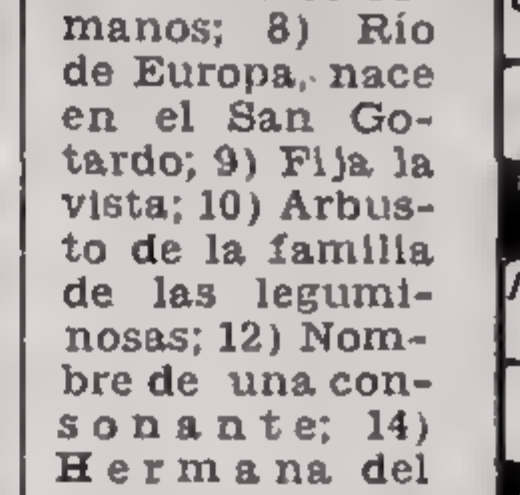 manos; 8) Río
de Europa, nace
en el San Go-
tardo; 9) Fija la
vista; 10) Arbus-
to de la familia
de las legumi-
nosas; 12) Nom-
bre de una con-
sonante; 14)
Hermana del